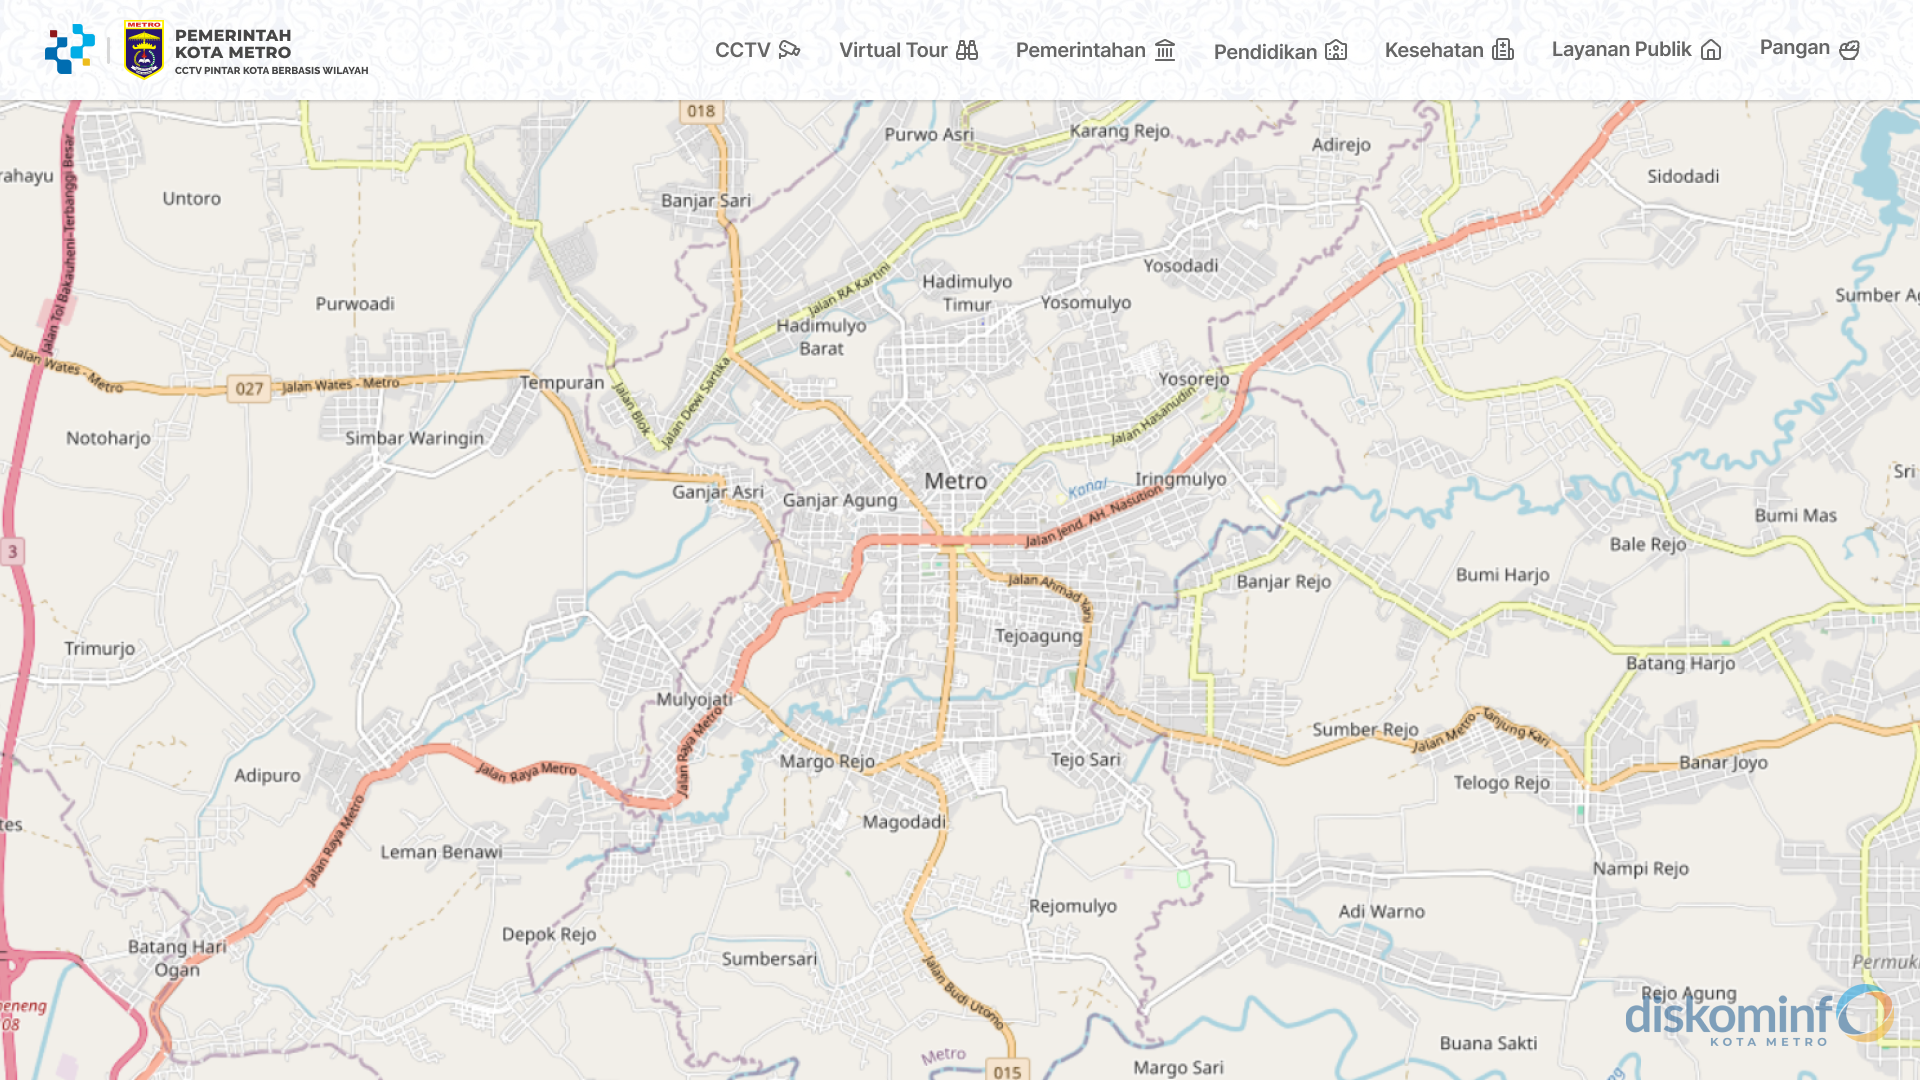 METRO
PEMERINTAH
KOTA METRO
CCTV PINTAR KOTA BERBASIS WILAYAH
CCTV
Virtual Tour
Pemerintahan
Pendidikan
Kesehatan
Layanan Publik
Pangan
018
Purwo Asri
Karang Rejo
Adirejo
rahayu
Untoro
Jalan Tol Bakauheni-Terbanggi Besar
Banjar Sari
Sidodadi
Yosodadi
Hadimulyo
Timur
Jalan RA Kartini
Purwoadi
Yosomulyo
Sumber Ag
Hadimulyo
Barat
Jalan Wates - Metro
027
Jalan Wates - Metro
Tempuran
Jalan Blok
Jalan Dewi Sartika
Yosorejo
Jalan Hasanudin
Notoharjo
Simbar Waringin
Metro
Ganjar Asri
Ganjar Agung
Kanal
Iringmulyo
Sri
Jalan Jend. AH. Nasution
Bumi Mas
3
Bale Rejo
Banjar Rejo
Bumi Harjo
Jalan Ahmad Yani
Trimurjo
Tejoagung
Batang Harjo
Mulyojati
Jalan Raya Metro
Sumber Rejo
Jalan Metro - Tanjung Kari
Margo Rejo
Tejo Sari
Banar Joyo
Jalan Raya Metro
Adipuro
Telogo Rejo
tes
Magodadi
Jalan Raya Metro
Leman Benawi
Nampi Rejo
Rejomulyo
Adi Warno
Batang Hari
Ogan
Depok Rejo
Sumbersari
Permuki
Jalan Budi Utomo
Rejo Agung
neneng
08
diskominfo
KOTA METRO
Buana Sakti
Metro
015
Margo Sari